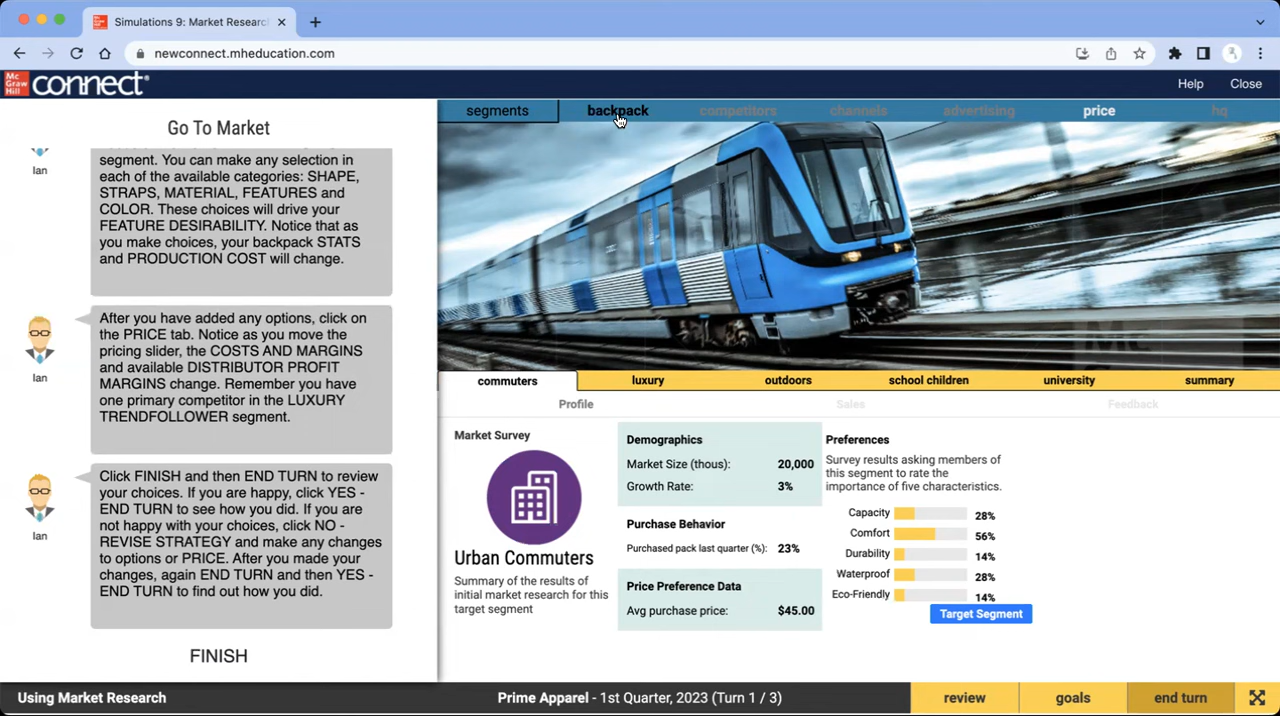 Simulations 9: Market Researc
newconnect.mheducation.com
Mc Graw Hill connect
Help
Close
Go To Market
segments
backpack
competitors
channels
advertising
price
hq
Ian
segment. You can make any selection in
each of the available categories: SHAPE,
STRAPS, MATERIAL, FEATURES and
COLOR. These choices will drive your
FEATURE DESIRABILITY. Notice that as
you make choices, your backpack STATS
and PRODUCTION COST will change.
After you have added any options, click on
the PRICE tab. Notice as you move the
pricing slider, the COSTS AND MARGINS
and available DISTRIBUTOR PROFIT
MARGINS change. Remember you have
one primary competitor in the LUXURY
TRENDFOLLOWER segment.
Ian
Click FINISH and then END TURN to review
your choices. If you are happy, click YES -
END TURN to see how you did. If you are
not happy with your choices, click NO -
REVISE STRATEGY and make any changes
to options or PRICE. After you made your
changes, again END TURN and then YES -
END TURN to find out how you did.
Ian
FINISH
commuters
luxury
outdoors
school children
university
summary
Profile
Sales
Feedback
Market Survey
Urban Commuters
Summary of the results of
initial market research for this
target segment
Demographics
Market Size (thous): 20,000
Growth Rate: 3%
Purchase Behavior
Purchased pack last quarter (%): 23%
Price Preference Data
Avg purchase price: $45.00
Preferences
Survey results asking members of
this segment to rate the
importance of five characteristics.
Capacity 28%
Comfort 56%
Durability 14%
Waterproof 28%
Eco-Friendly 14%
Target Segment
Using Market Research
Prime Apparel - 1st Quarter, 2023 (Turn 1 / 3)
review
goals
end turn